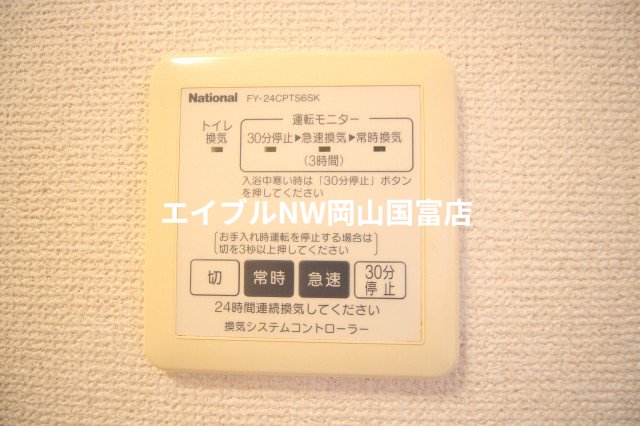 National FY-24CPTS6SK
トイレ
換気
運転モニター
30分停止▶急速換気▶常時換気
(3時間)
入浴中寒い時は「30分停止」ボタン
を押してください
エイブルNW岡山国富店
お手入れ時運転を停止する場合は
切を3秒以上押してください
切 常時 急速 30分
停止
24時間連続換気してください
換気システムコントローラー